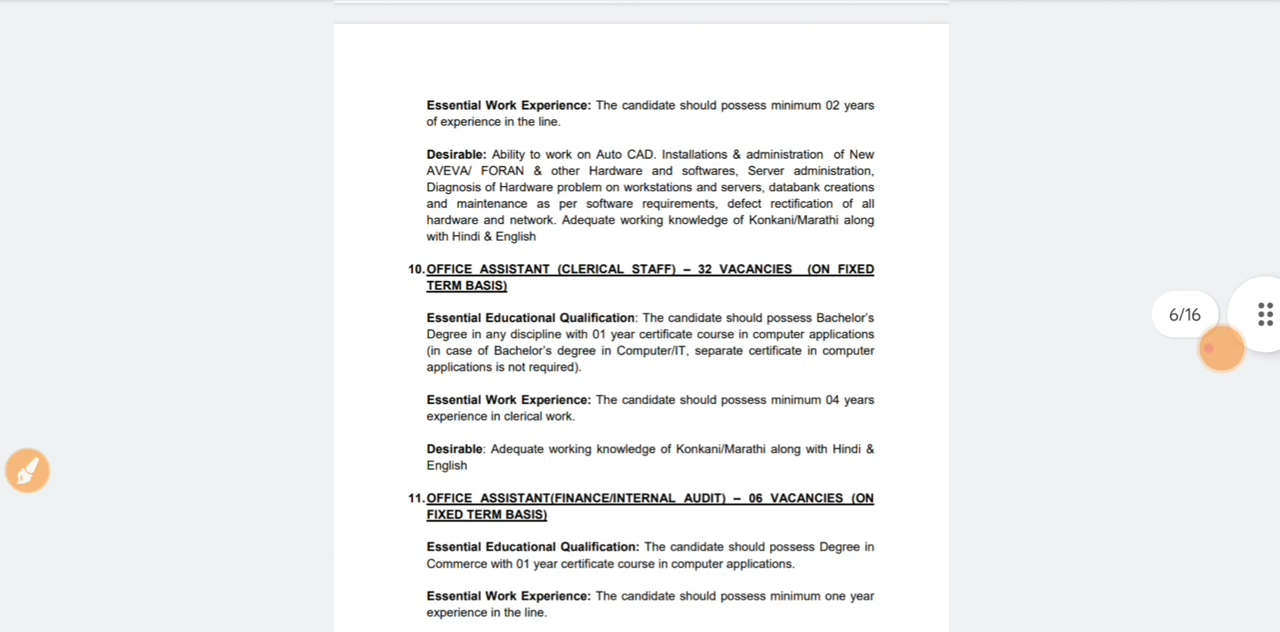 Essential Work Experience: The candidate should possess minimum 02 years
of experience in the line.
Desirable: Ability to work on Auto CAD. Installations & administration of New
AVEVA/ FORAN & other Hardware and softwares, Server administration,
Diagnosis of Hardware problem on workstations and servers, databank creations
and maintenance as per software requirements, defect rectification of all
hardware and network. Adequate working knowledge of Konkani/Marathi along
with Hindi & English
10. OFFICE ASSISTANT (CLERICAL STAFF) – 32 VACANCIES (ON FIXED
TERM BASIS)
Essential Educational Qualification: The candidate should possess Bachelor's
Degree in any discipline with 01 year certificate course in computer applications
(in case of Bachelor's degree in Computer/IT, separate certificate in computer
applications is not required).
Essential Work Experience: The candidate should possess minimum 04 years
experience in clerical work.
Desirable: Adequate working knowledge of Konkani/Marathi along with Hindi &
English
11. OFFICE ASSISTANT(FINANCE/INTERNAL AUDIT) – 06 VACANCIES (ON
FIXED TERM BASIS)
Essential Educational Qualification: The candidate should possess Degree in
Commerce with 01 year certificate course in computer applications.
Essential Work Experience: The candidate should possess minimum one year
experience in the line.
6/16